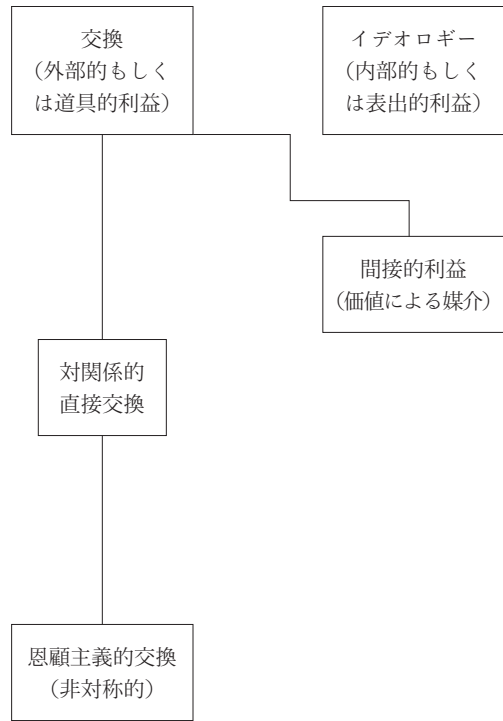 交換
（外部的もしく
は道具的利益）
イデオロギー
（内部的もしく
は表出的利益）
間接的利益
（価値による媒介）
対関係的
直接交換
恩顧主義的交換
（非対称的）